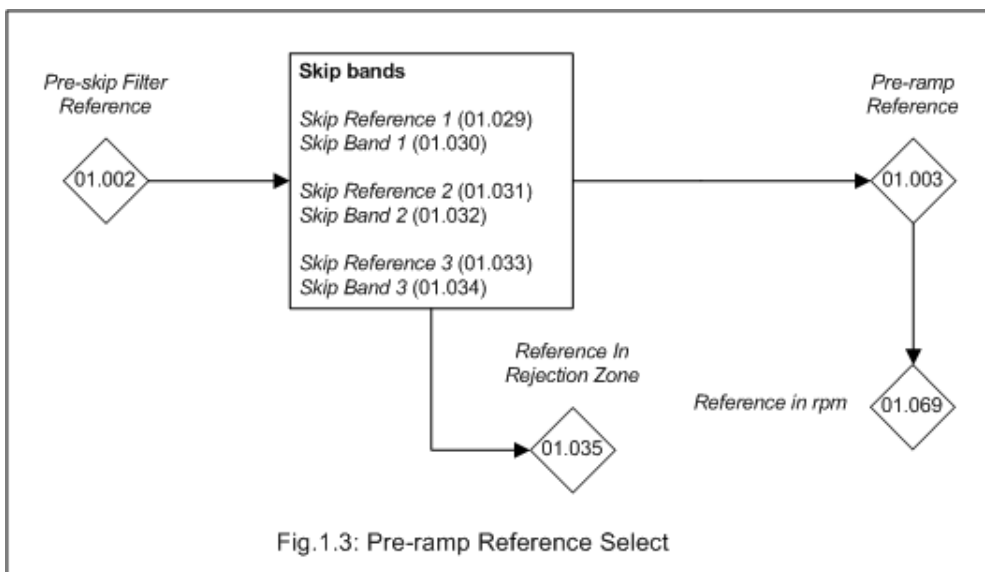 Pre-skip Filter
Reference
01.002
Skip bands
Skip Reference 1 (01.029)
Skip Band 1 (01.030)
Skip Reference 2 (01.031)
Skip Band 2 (01.032)
Skip Reference 3 (01.033)
Skip Band 3 (01.034)
Pre-ramp
Reference
01.003
Reference In
Rejection Zone
01.035
Reference in rpm
01.069
Fig.1.3: Pre-ramp Reference Select